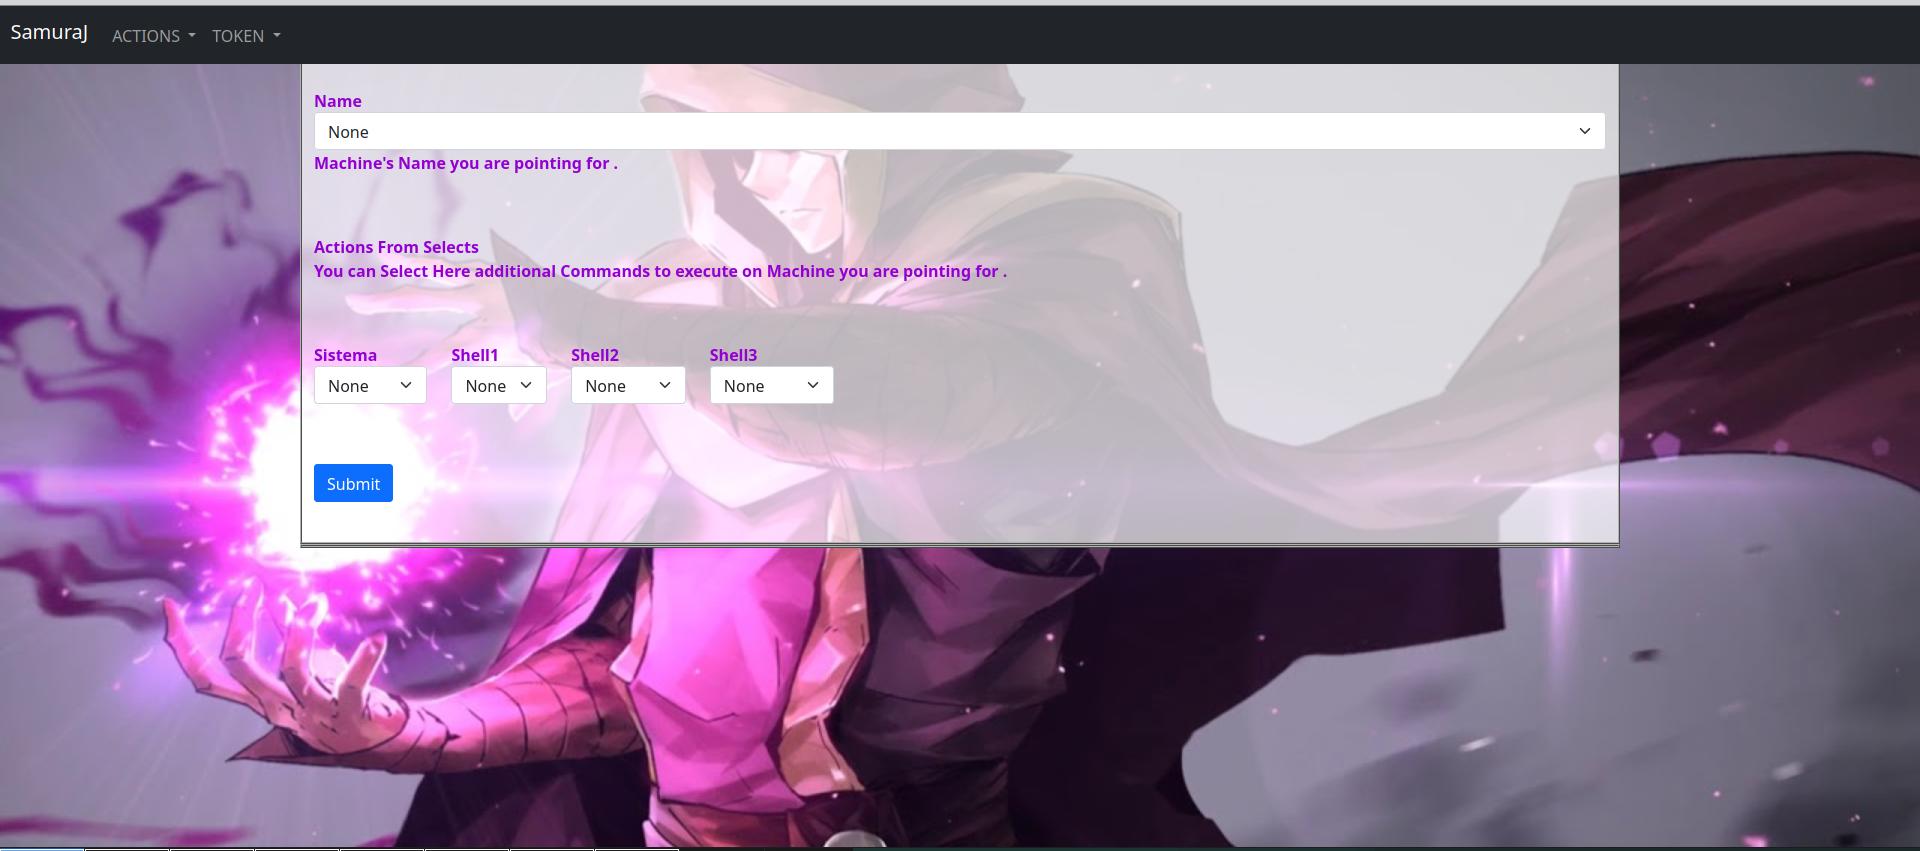 SamuraJ ACTIONS TOKEN
Name
None
Machine's Name you are pointing for .
Actions From Selects
You can Select Here additional Commands to execute on Machine you are pointing for .
Sistema Shell1 Shell2 Shell3
None None None None
Submit